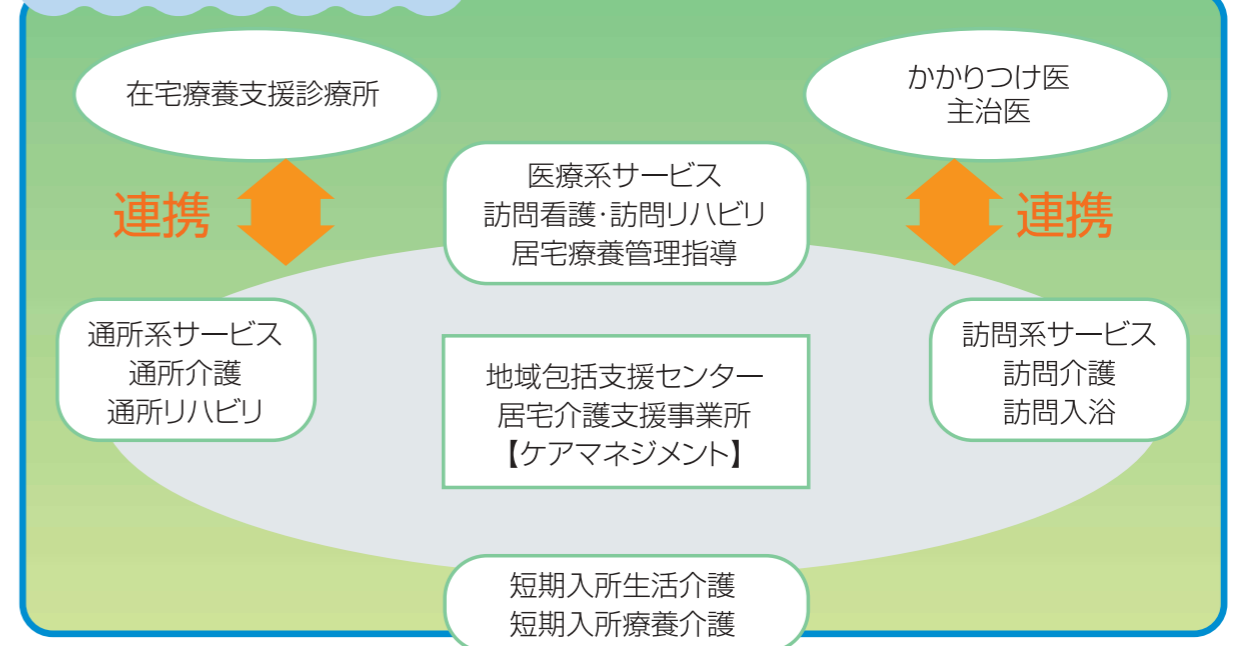 在宅療養支援診療所
かかりつけ医
主治医
連携
連携
医療系サービス
訪問看護・訪問リハビリ
居宅療養管理指導
通所系サービス
通所介護
通所リハビリ
地域包括支援センター
居宅介護支援事業所
【ケアマネジメント】
訪問系サービス
訪問介護
訪問入浴
短期入所生活介護
短期入所療養介護